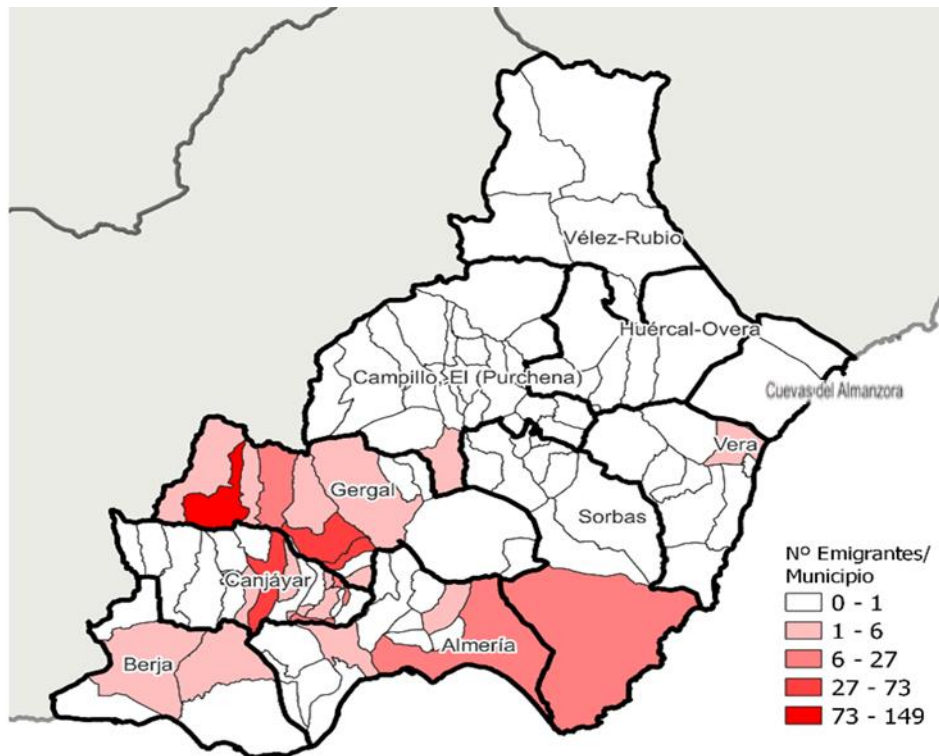 Vélez-Rubio
Huércal-Overa
Campillo, El (Purchena)
Cuevas del Almanzora
Vera
Gergal
Sorbas
Canjáyar
Almería
Berja
Nº Emigrantes/
Municipio
0 - 1
1 - 6
6 - 27
27 - 73
73 - 149